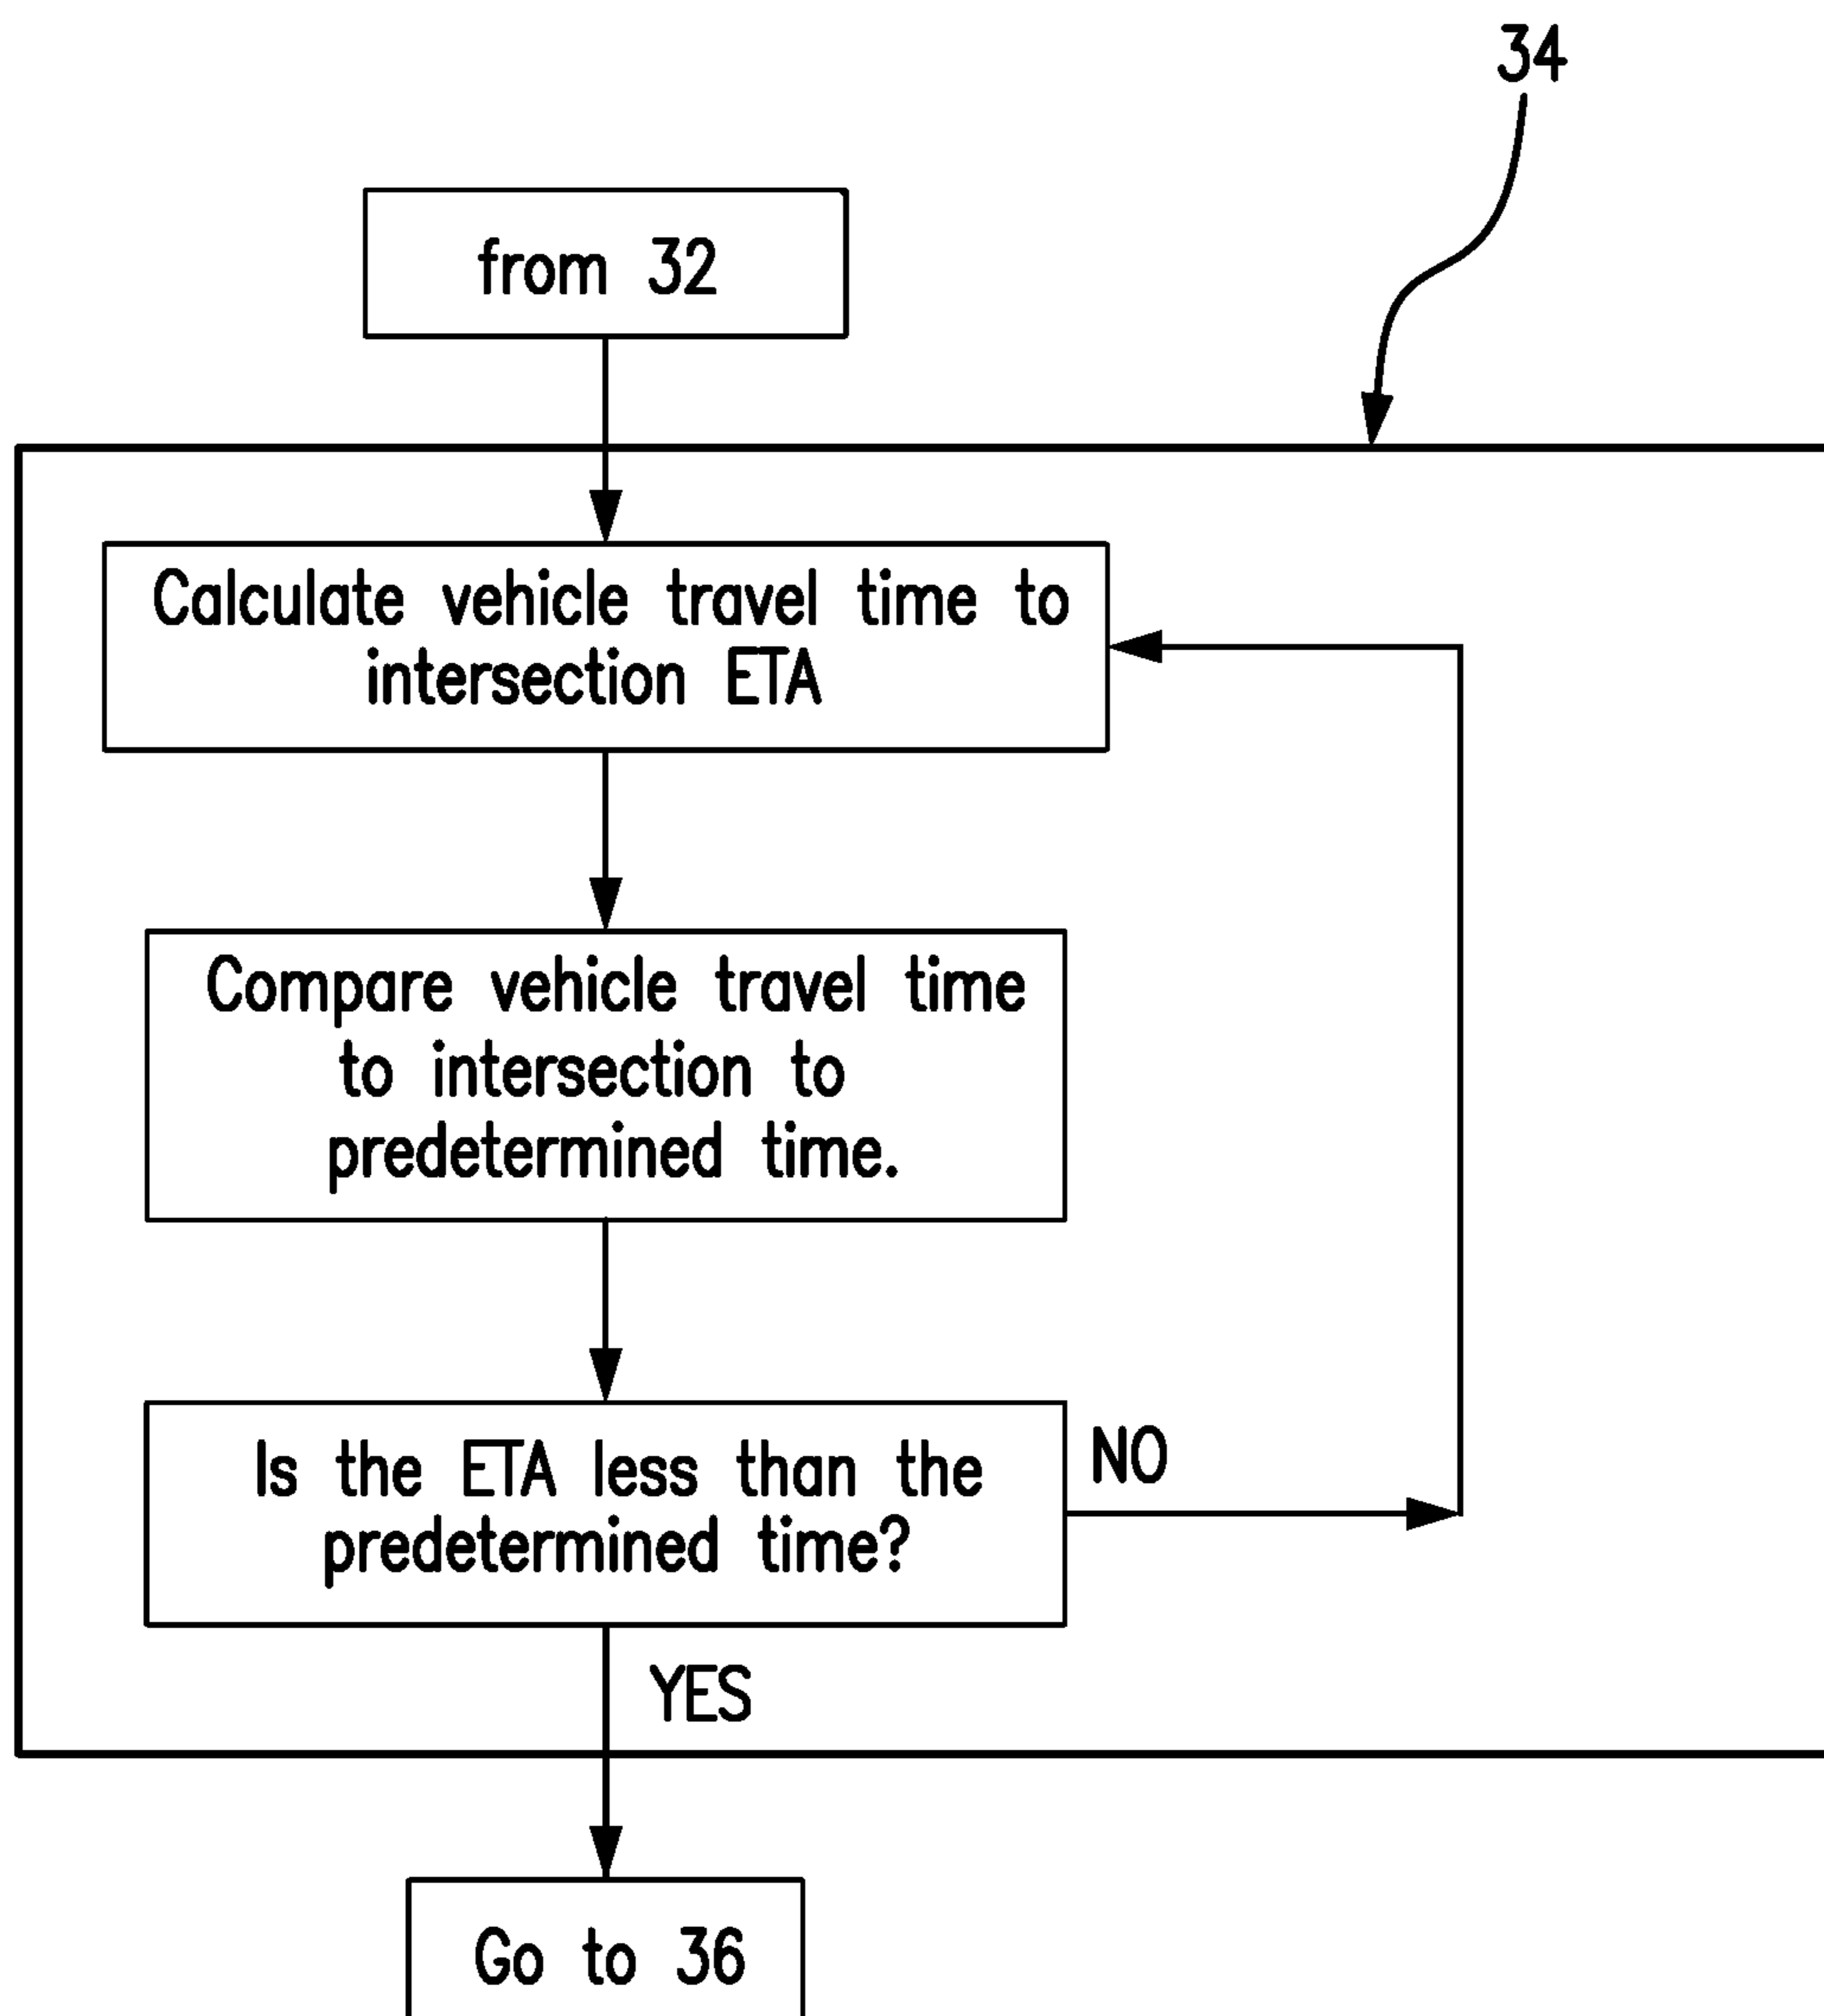 34
from 32
Calculate vehicle travel time to
intersection ETA
Compare vehicle travel time
to intersection to
predetermined time.
Is the ETA less than the
predetermined time?
NO
YES
Go to 36